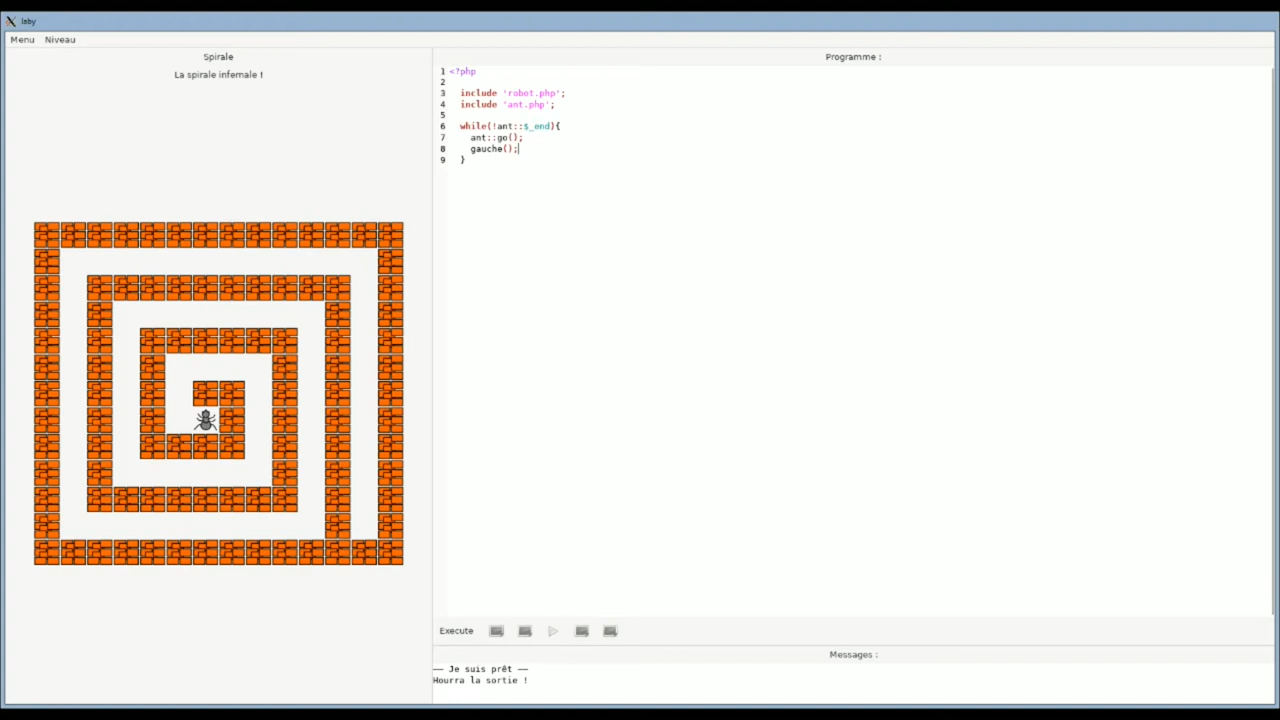 laby
Menu Niveau
Spirale
La spirale infernale !
Programme :
1 <?php
2
3 include 'robot.php';
4 include 'ant.php';
5
6 while(!ant::$_end){
7 ant::go();
8 gauche();
9 }
Execute
Messages :
—— Je suis prêt ——
Hourra la sortie !